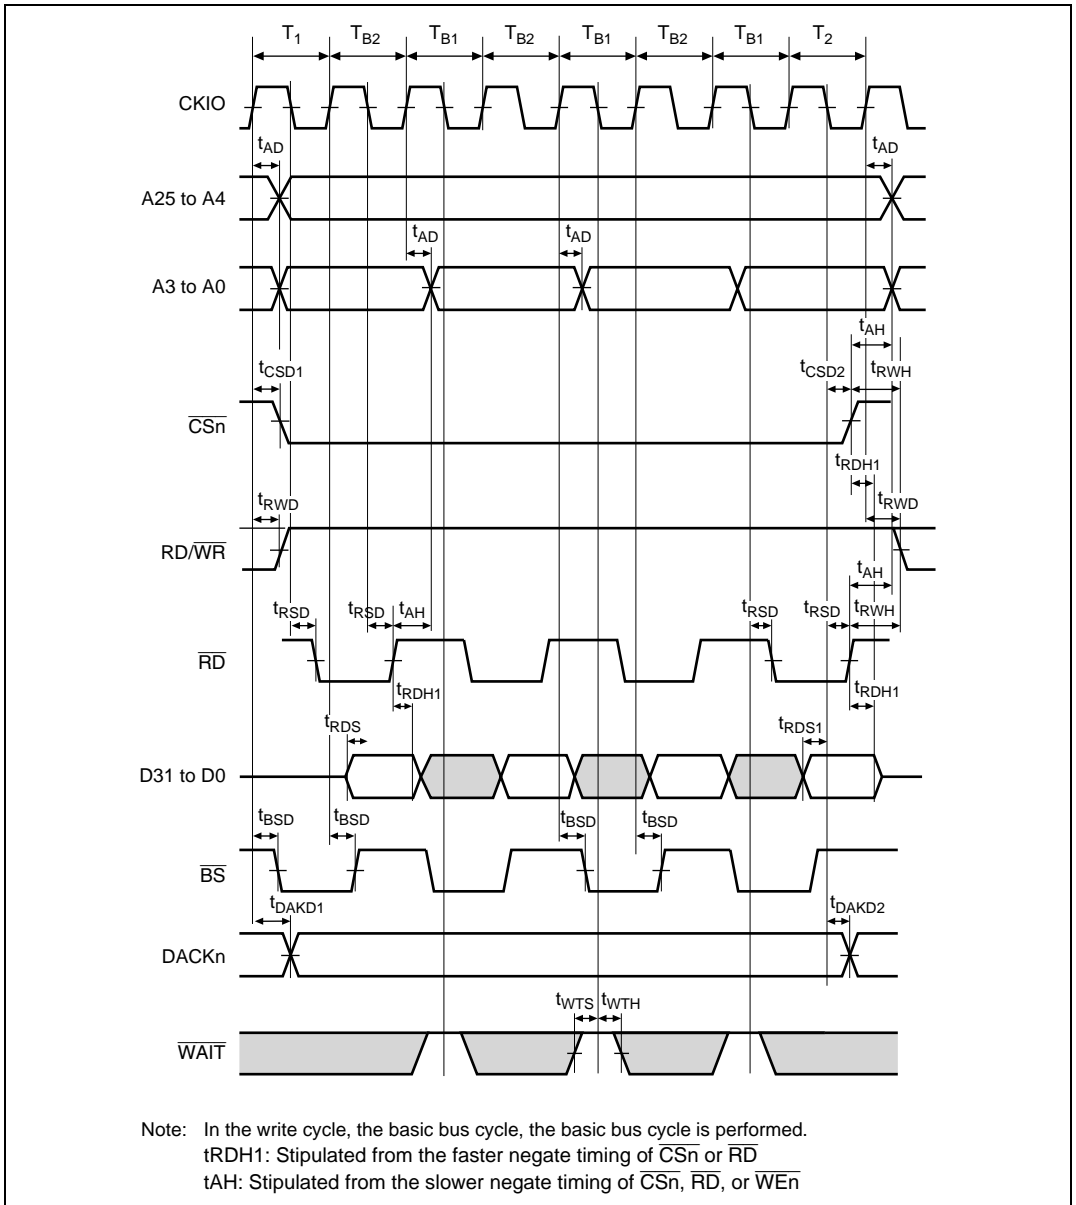 T1 TB2 TB1 TB2 TB1 TB2 TB1 T2
CKIO
tAD tAD
A25 to A4
tAD tAD
A3 to A0
tAH
tCSD1 tCSD2 tRWH
CSn
tRDH1
tRWD tRWD
RD/WR
tAH
tRSD tRSD tAH tRSD tRSD tRWH
RD
tRDH1 tRDH1
tRDS tRDS1
D31 to D0
tBSD tBSD tBSD tBSD
BS
tDAKD1 tDAKD2
DACKn
tWTS tWTH
WAIT
Note: In the write cycle, the basic bus cycle, the basic bus cycle is performed.
tRDH1: Stipulated from the faster negate timing of CSn or RD
tAH: Stipulated from the slower negate timing of CSn, RD, or WEn